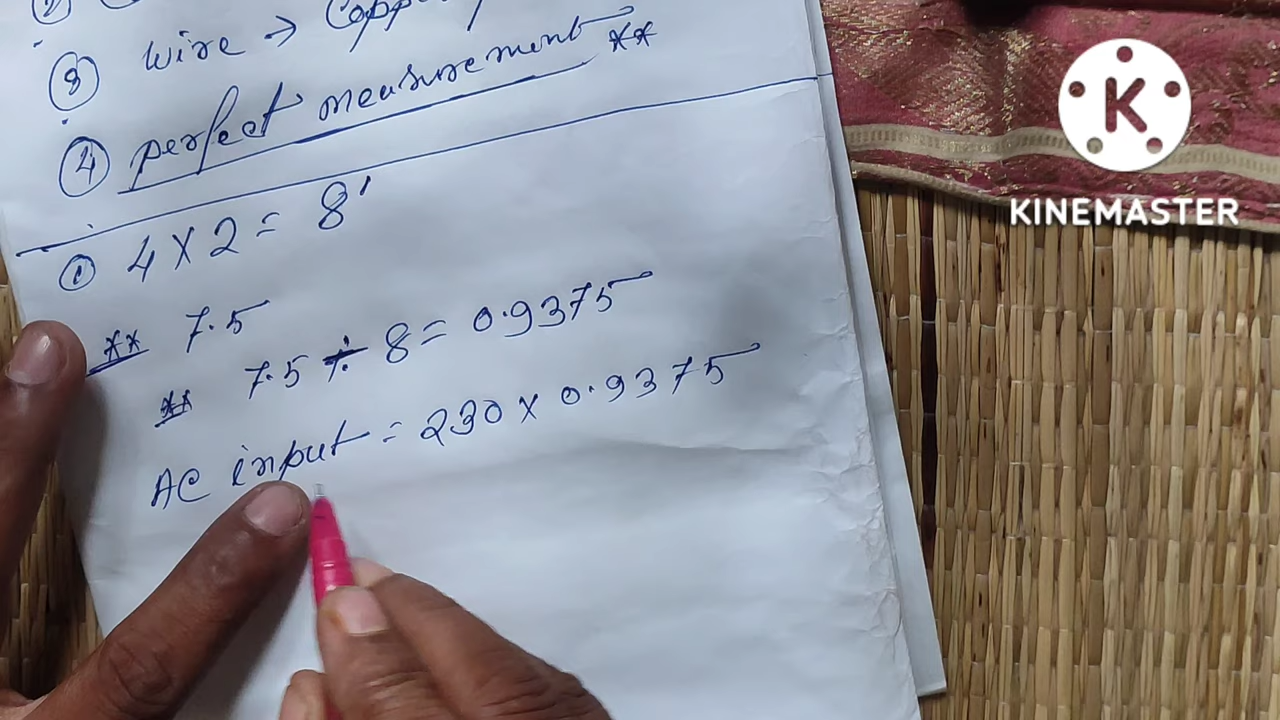 ③ wire →
④ perfect measurement **
① 4 × 2 = 8'
** 7.5
** 7.5 ÷ 8 = 0.9375
AC input = 230 × 0.9375
K
KINEMASTER